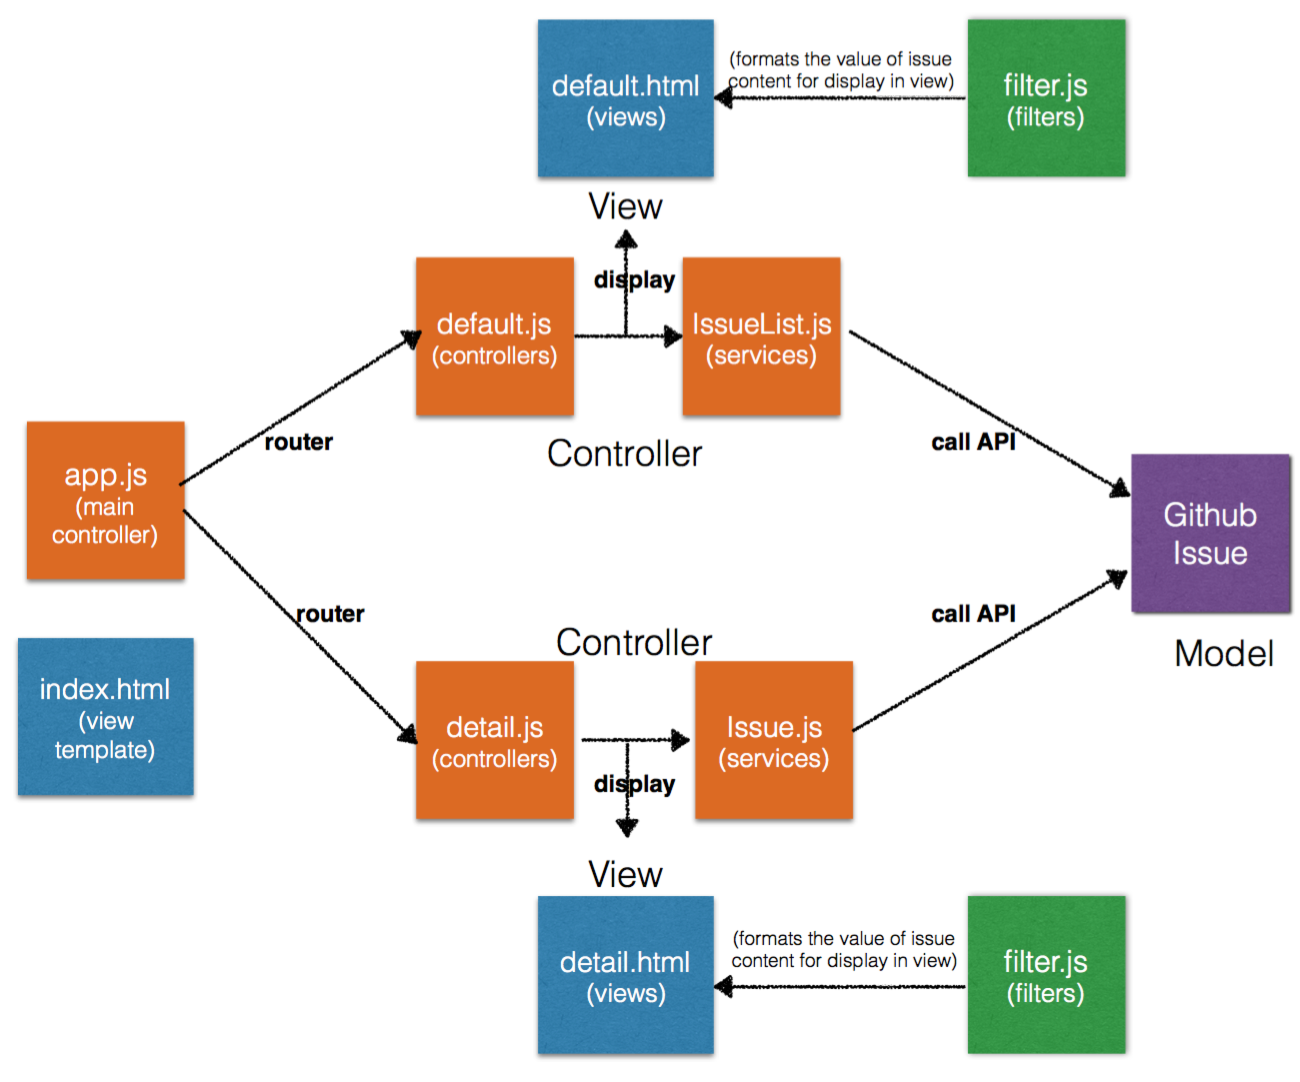 default.html
(views)
(formats the value of issue
content for display in view)
filter.js
(filters)
View
display
default.js
(controllers)
IssueList.js
(services)
router
Controller
call API
app.js
(main
controller)
Github
Issue
Model
index.html
(view
template)
router
Controller
call API
detail.js
(controllers)
Issue.js
(services)
display
View
detail.html
(views)
(formats the value of issue
content for display in view)
filter.js
(filters)